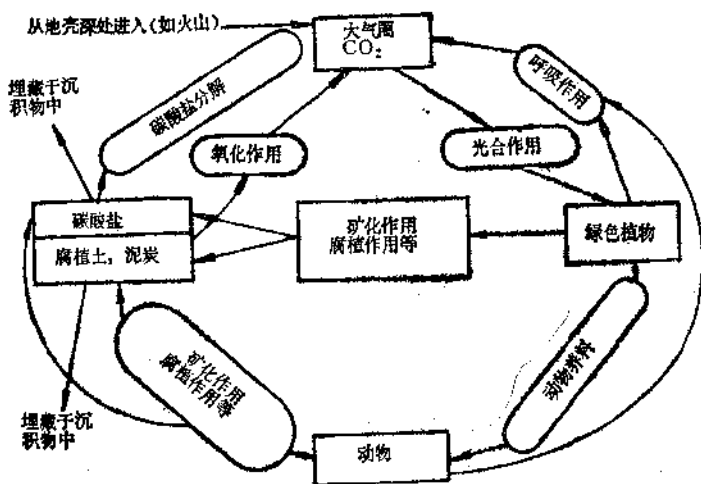 从地壳深处进入(如火山)
大气圈
CO₂
呼吸作用
埋藏于沉
积物中
碳酸盐分解
氧化作用
光合作用
碳酸盐
腐植土，泥炭
矿化作用
腐植作用等
绿色植物
矿化作用
腐植作用等
动物养料
埋藏于沉
积物中
动物